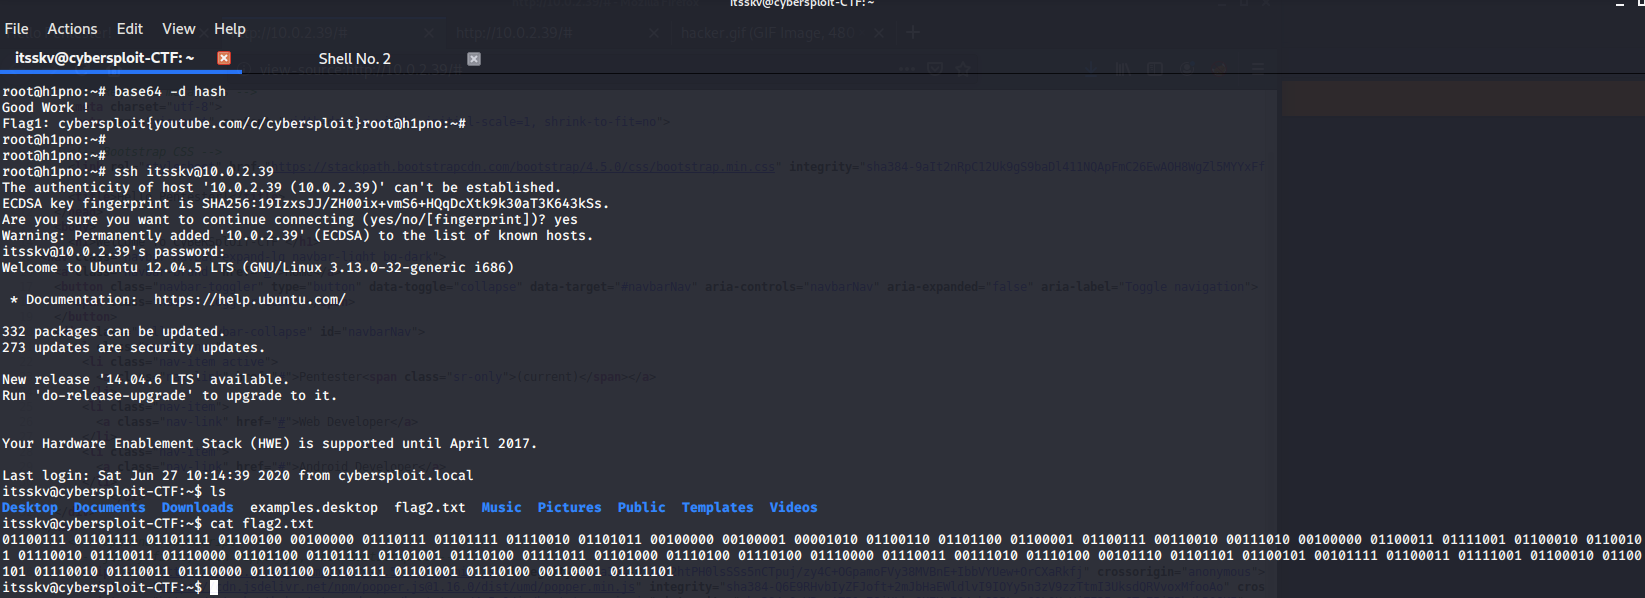 itsskv@cybersploit-CTF: ~
File Actions Edit View Help
itsskv@cybersploit-CTF: ~ Shell No. 2
root@h1pno:~# base64 -d hash
Good Work !
Flag1: cybersploit{youtube.com/c/cybersploit}root@h1pno:~#
root@h1pno:~#
root@h1pno:~#
root@h1pno:~# ssh itsskv@10.0.2.39
The authenticity of host '10.0.2.39 (10.0.2.39)' can't be established.
ECDSA key fingerprint is SHA256:19IzxsJJ/ZH00ix+vmS6+HQqDcXtk9k30aT3K643kSs.
Are you sure you want to continue connecting (yes/no/[fingerprint])? yes
Warning: Permanently added '10.0.2.39' (ECDSA) to the list of known hosts.
itsskv@10.0.2.39's password:
Welcome to Ubuntu 12.04.5 LTS (GNU/Linux 3.13.0-32-generic i686)
* Documentation: https://help.ubuntu.com/
332 packages can be updated.
273 updates are security updates.
New release '14.04.6 LTS' available.
Run 'do-release-upgrade' to upgrade to it.
Your Hardware Enablement Stack (HWE) is supported until April 2017.
Last login: Sat Jun 27 10:14:39 2020 from cybersploit.local
itsskv@cybersploit-CTF:~$ ls
Desktop Documents Downloads examples.desktop flag2.txt Music Pictures Public Templates Videos
itsskv@cybersploit-CTF:~$ cat flag2.txt
01100111 01101111 01101111 01100100 00100000 01110111 01101111 01110010 01101011 00100000 00100001 00001010 01100110 01101100 01100001 01100111 00110010 00111010 00100000 01100011 01111001 01100010 0110010
1 01110010 01110011 01110000 01101100 01101111 01101001 01110100 01111011 01101000 01110100 01110100 01110000 01110011 00111010 01110100 00101110 01101101 01100101 00101111 01100011 01111001 01100010 01100
101 01110010 01110011 01110000 01101100 01101111 01101001 01110100 00110001 01111101
itsskv@cybersploit-CTF:~$